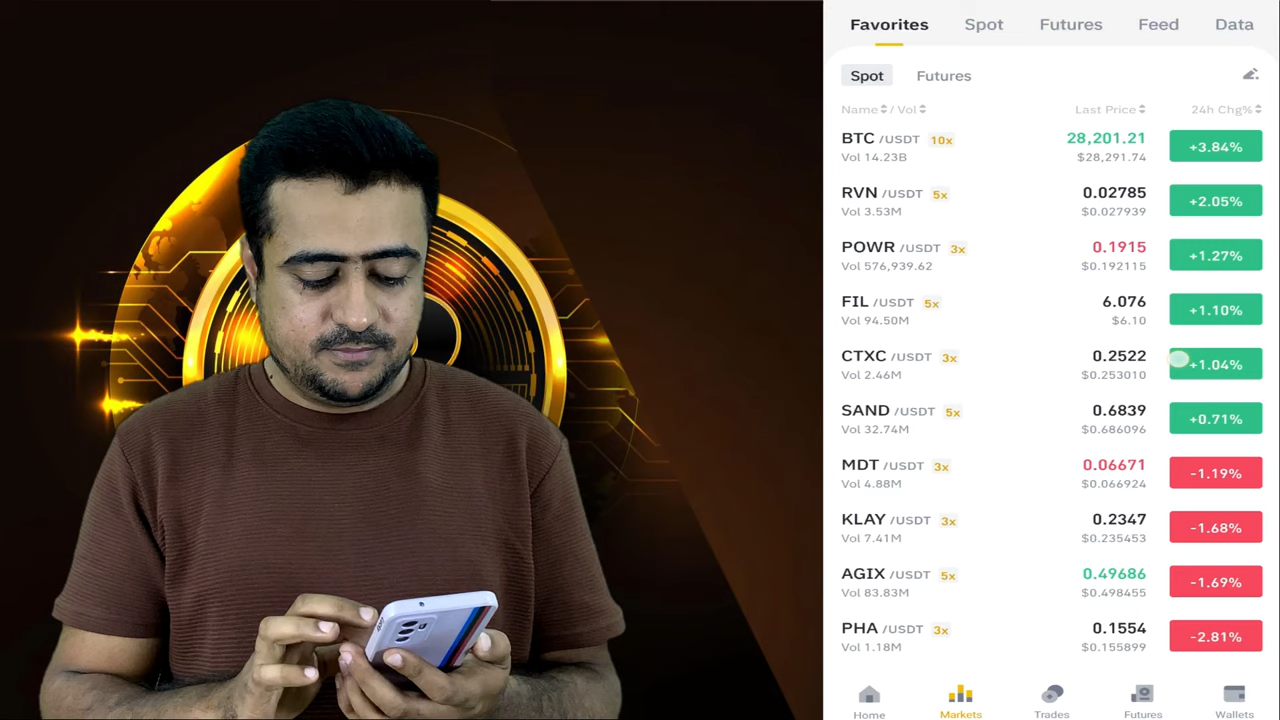 Favorites Spot Futures Feed Data
Spot Futures
Name / Vol Last Price 24h Chg%
BTC /USDT 10x 28,201.21 +3.84%
Vol 14.23B $28,291.74
RVN /USDT 5x 0.02785 +2.05%
Vol 3.53M $0.027939
POWR /USDT 3x 0.1915 +1.27%
Vol 576,939.62 $0.192115
FIL /USDT 5x 6.076 +1.10%
Vol 94.50M $6.10
CTXC /USDT 3x 0.2522 +1.04%
Vol 2.46M $0.253010
SAND /USDT 5x 0.6839 +0.71%
Vol 32.74M $0.686096
MDT /USDT 3x 0.06671 -1.19%
Vol 4.88M $0.066924
KLAY /USDT 3x 0.2347 -1.68%
Vol 7.41M $0.235453
AGIX /USDT 5x 0.49686 -1.69%
Vol 83.83M $0.498455
PHA /USDT 3x 0.1554 -2.81%
Vol 1.18M $0.155899
Home Markets Trades Futures Wallets